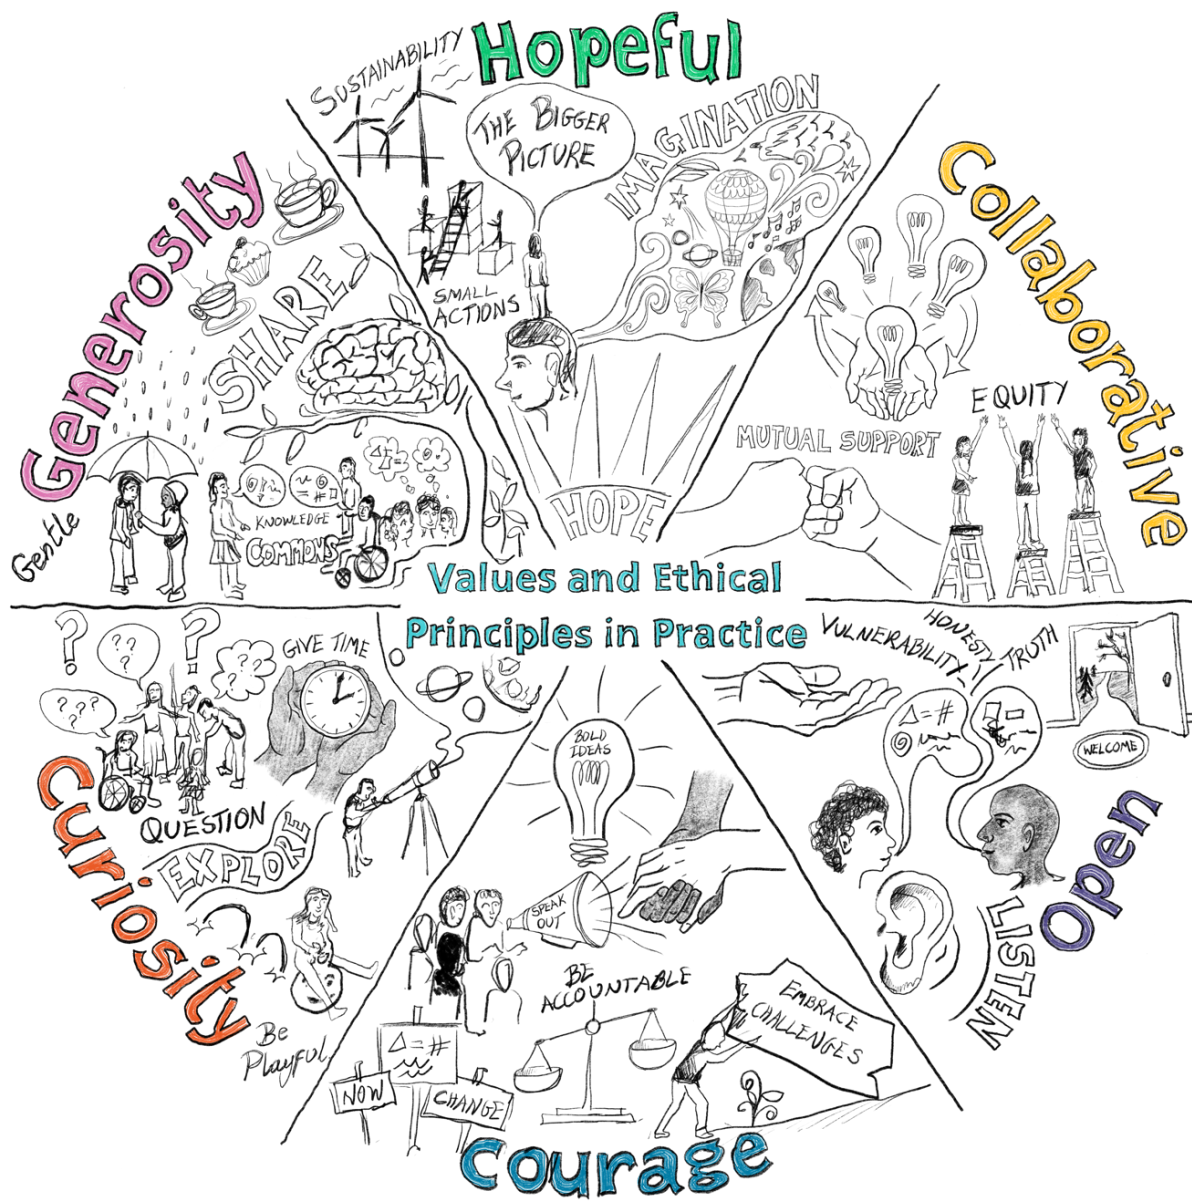 Hopeful
SUSTAINABILITY
THE BIGGER
PICTURE
IMAGINATION
SMALL
ACTIONS
HOPE
Collaborative
EQUITY
MUTUAL SUPPORT
Generosity
SHARE
Gentle
KNOWLEDGE
COMMONS
Values and Ethical
Principles in Practice
VULNERABILITY
HONESTY
TRUTH
WELCOME
Δ=#
LISTEN
Open
? ?
??
?
???
???
GIVE TIME
QUESTION
EXPLORE
Be
Playful
Curiosity
BOLD
IDEAS
SPEAK
OUT
BE
ACCOUNTABLE
EMBRACE
CHALLENGES
Δ=#
NOW
CHANGE
Courage